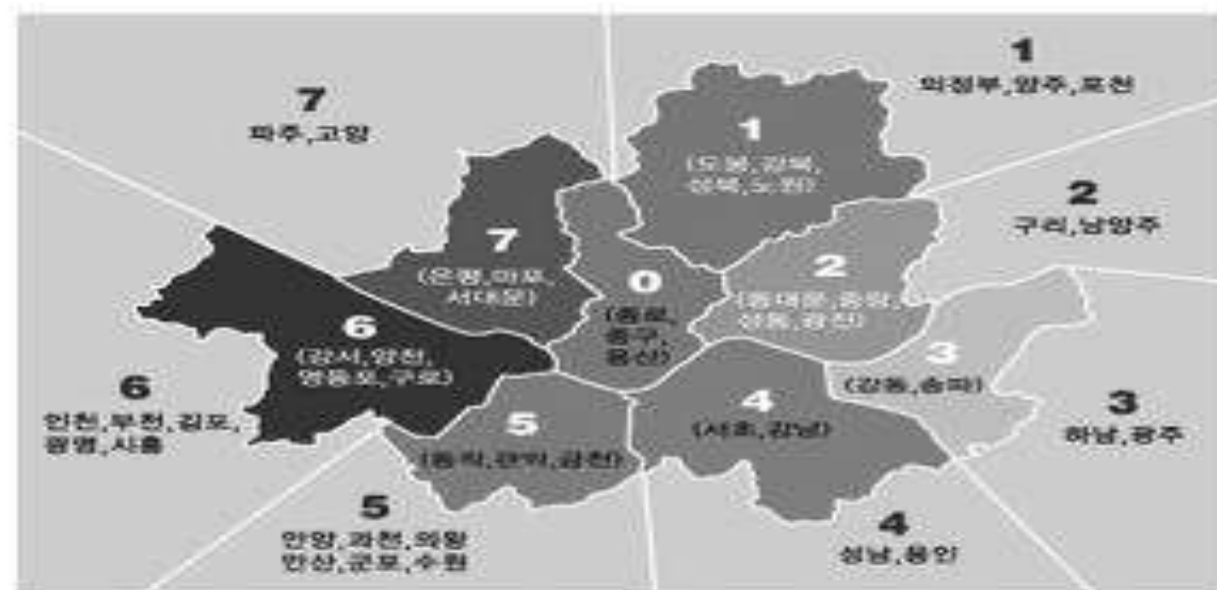 1
의정부,양주,포천
7
파주,고양
1
(도봉,강북,
성북,노원)
2
구리,남양주
7
(은평,마포,
서대문)
0
(종로,
중구,
용산)
2
(동대문,중랑,
성동,광진)
6
(강서,양천,
영등포,구로)
3
(강동,송파)
6
인천,부천,김포,
광명,시흥
5
(동작,관악,금천)
4
(서초,강남)
3
하남,광주
5
안양,과천,의왕
안산,군포,수원
4
성남,용인